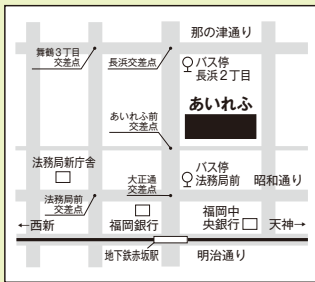 那の津通り
舞鶴3丁目
交差点
長浜交差点
バス停
長浜2丁目
あいれふ
あいれふ前
交差点
法務局新庁舎
大正通
交差点
バス停
法務局前
昭和通り
法務局前
交差点
←西新
福岡銀行
福岡中
央銀行
天神→
地下鉄赤坂駅
明治通り